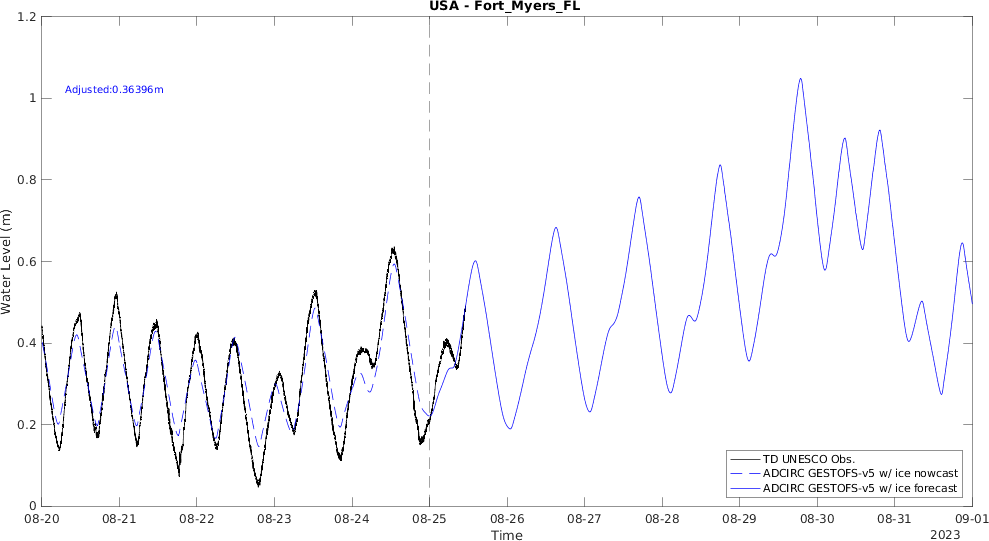 USA - Fort_Myers_FL
1.2
1
0.8
0.6
0.4
0.2
0
Water Level (m)
Adjusted:0.36396m
TD UNESCO Obs.
ADCIRC GESTOFS-v5 w/ ice nowcast
ADCIRC GESTOFS-v5 w/ ice forecast
08-20 08-21 08-22 08-23 08-24 08-25 08-26 08-27 08-28 08-29 08-30 08-31 09-01
Time
2023